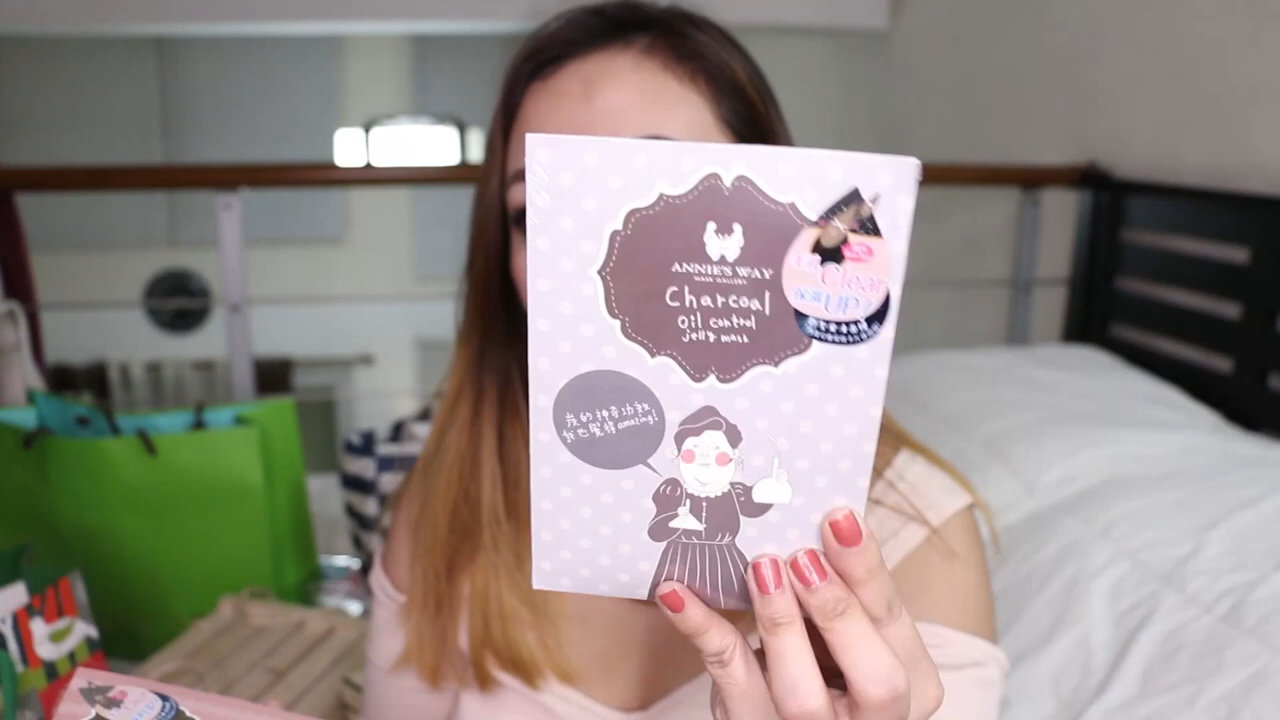 ANNIE'S WAY
MASK GALLERY
Charcoal
Oil control
jelly mask
Clear
UP!
我的神奇功效
我也覺得amazing!